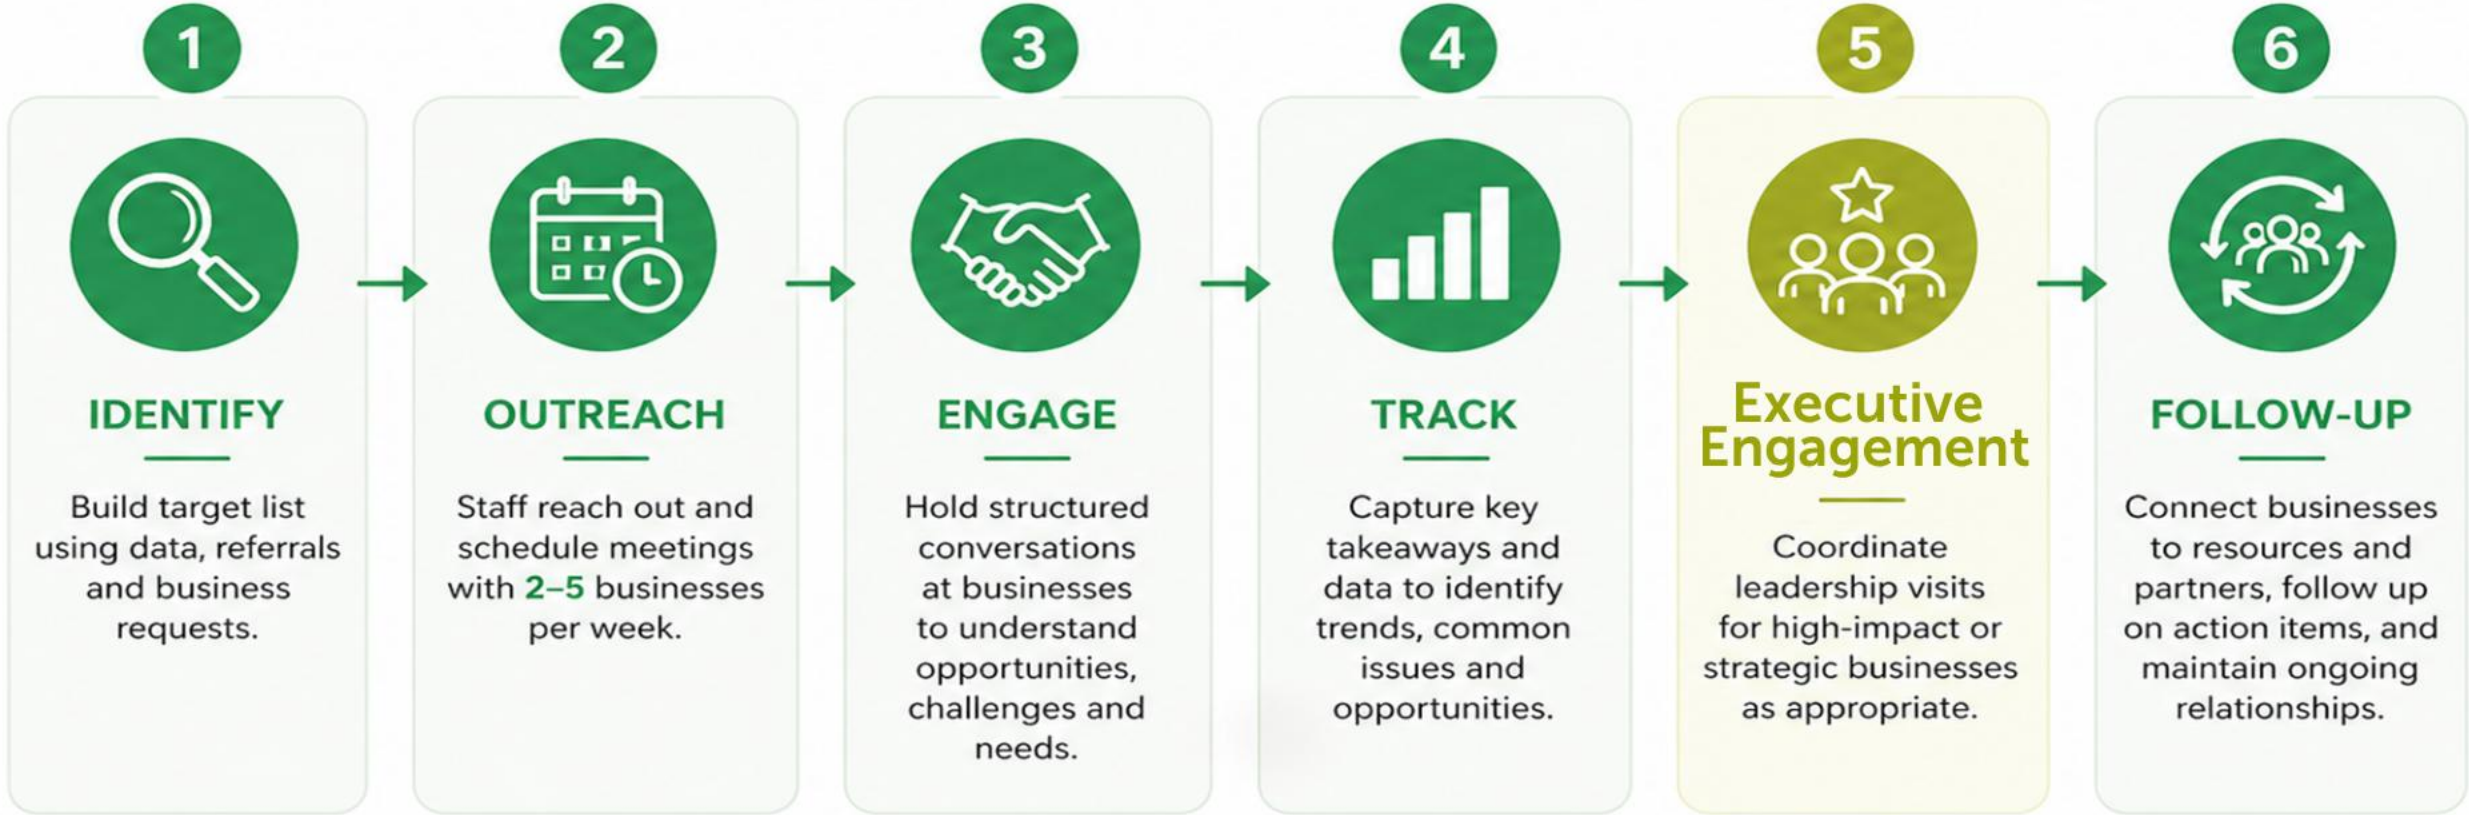 1
IDENTIFY
Build target list
using data, referrals
and business
requests.
2
OUTREACH
Staff reach out and
schedule meetings
with 2–5 businesses
per week.
3
ENGAGE
Hold structured
conversations
at businesses
to understand
opportunities,
challenges and
needs.
4
TRACK
Capture key
takeaways and
data to identify
trends, common
issues and
opportunities.
5
Executive
Engagement
Coordinate
leadership visits
for high-impact or
strategic businesses
as appropriate.
6
FOLLOW-UP
Connect businesses
to resources and
partners, follow up
on action items, and
maintain ongoing
relationships.